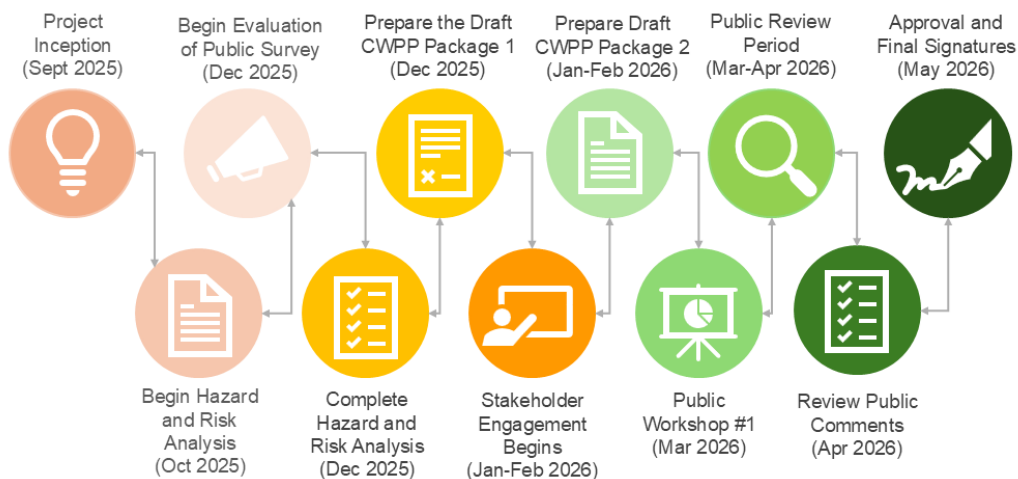 Project
Inception
(Sept 2025)
Begin Evaluation
of Public Survey
(Dec 2025)
Prepare the Draft
CWPP Package 1
(Dec 2025)
Prepare Draft
CWPP Package 2
(Jan-Feb 2026)
Public Review
Period
(Mar-Apr 2026)
Approval and
Final Signatures
(May 2026)
Begin Hazard
and Risk
Analysis
(Oct 2025)
Complete
Hazard and
Risk Analysis
(Dec 2025)
Stakeholder
Engagement
Begins
(Jan-Feb 2026)
Public
Workshop #1
(Mar 2026)
Review Public
Comments
(Apr 2026)